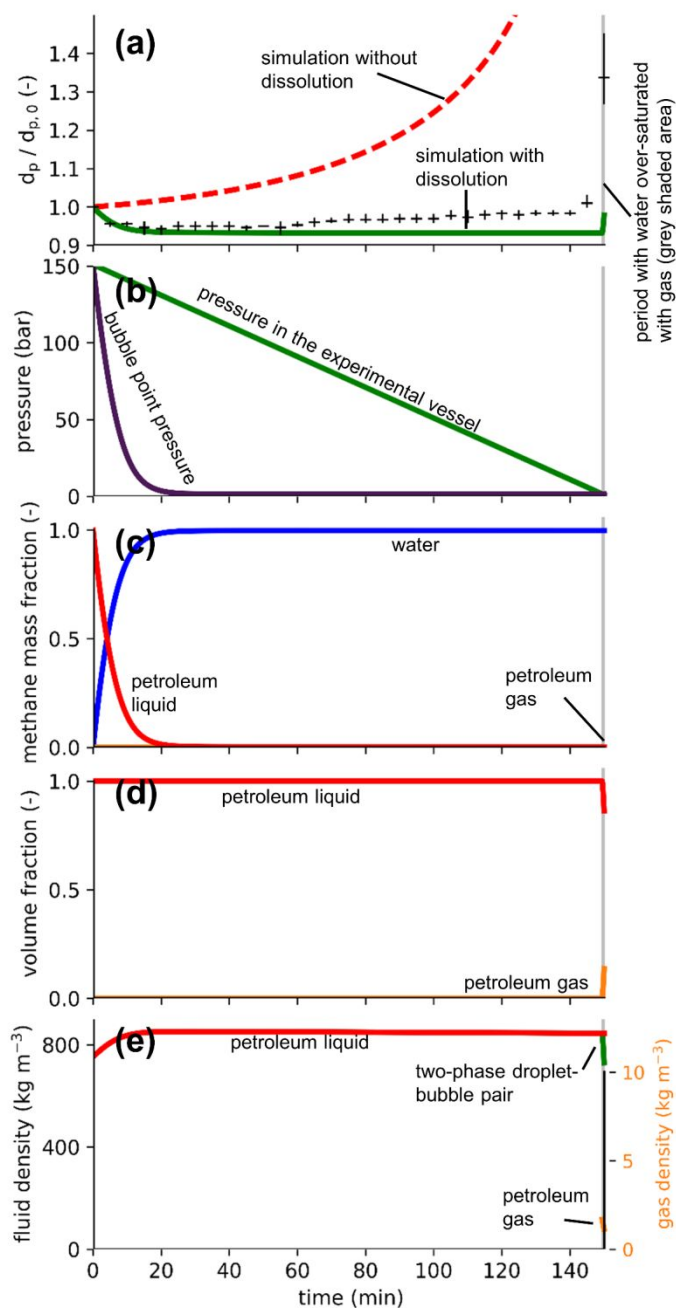 (a)
1.4
1.3
1.2
1.1
1.0
0.9
d_p / d_{p, 0} (-)
simulation without
dissolution
simulation with
dissolution
period with water over-saturated
with gas (grey shaded area)
(b)
150
100
50
0
pressure (bar)
pressure in the experimental vessel
bubble point pressure
(c)
1.0
0.5
0.0
methane mass fraction (-)
water
petroleum
liquid
petroleum
gas
(d)
1.0
0.5
0.0
volume fraction (-)
petroleum liquid
petroleum gas
(e)
800
400
0
fluid density (kg m⁻³)
petroleum liquid
two-phase droplet-
bubble pair
petroleum
gas
10
5
0
gas density (kg m⁻³)
0 20 40 60 80 100 120 140
time (min)